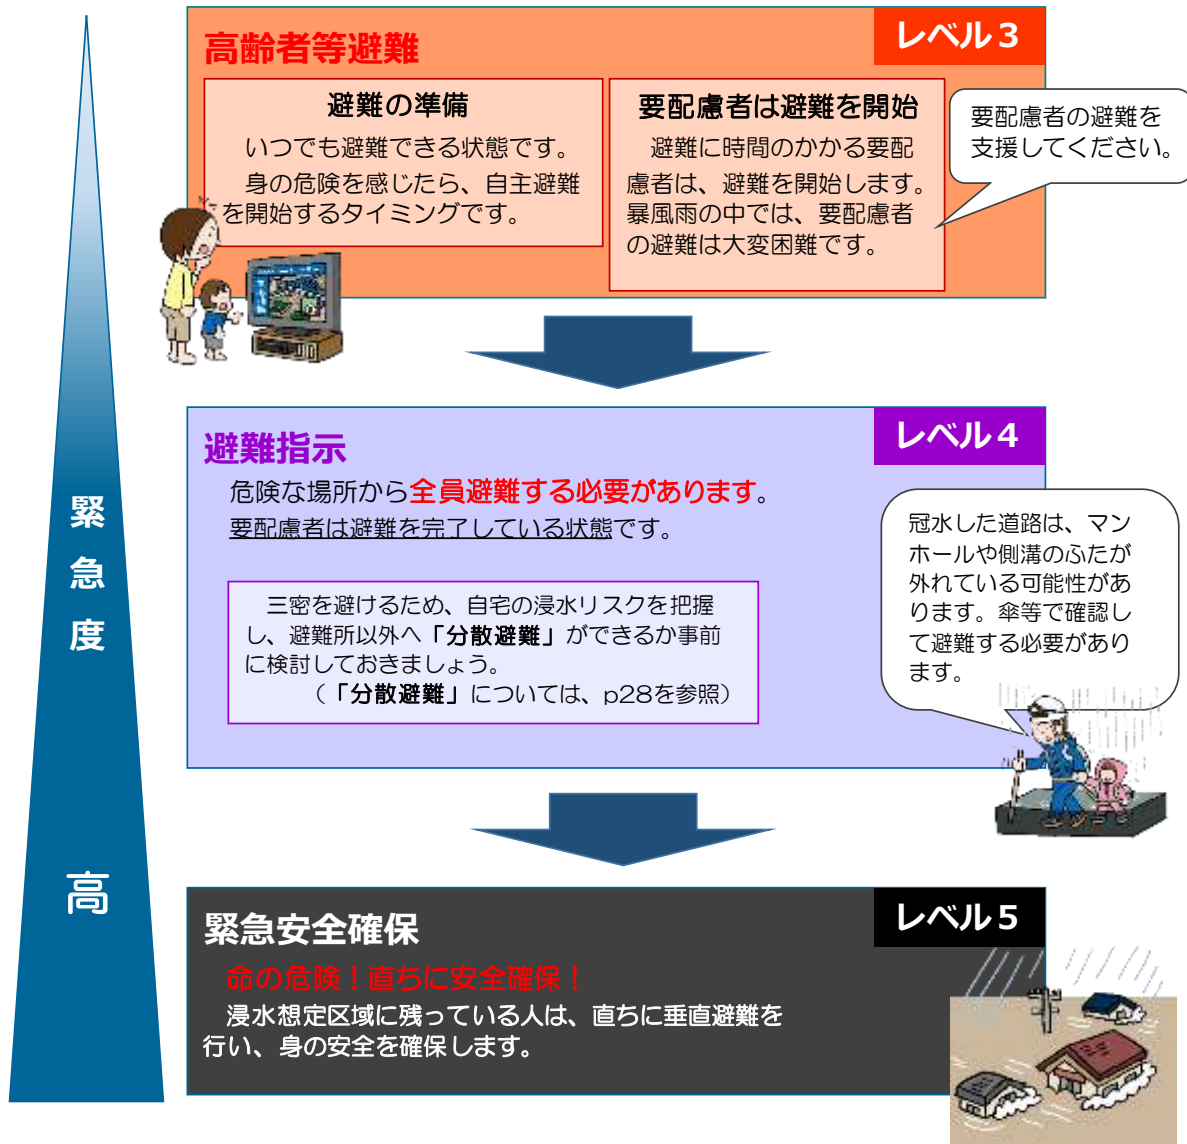 高齢者等避難
レベル3
避難の準備
いつでも避難できる状態です。
身の危険を感じたら、自主避難
を開始するタイミングです。
要配慮者は避難を開始
避難に時間のかかる要配
慮者は、避難を開始します。
暴風雨の中では、要配慮者
の避難は大変困難です。
要配慮者の避難を
支援してください。
避難指示
レベル4
危険な場所から全員避難する必要があります。
要配慮者は避難を完了している状態です。
三密を避けるため、自宅の浸水リスクを把握
し、避難所以外へ「分散避難」ができるか事前
に検討しておきましょう。
（「分散避難」については、p28を参照）
冠水した道路は、マン
ホールや側溝のふたが
外れている可能性があ
ります。傘等で確認し
て避難する必要があり
ます。
緊急安全確保
レベル5
命の危険！直ちに安全確保！
浸水想定区域に残っている人は、直ちに垂直避難を
行い、身の安全を確保します。
緊急度
高